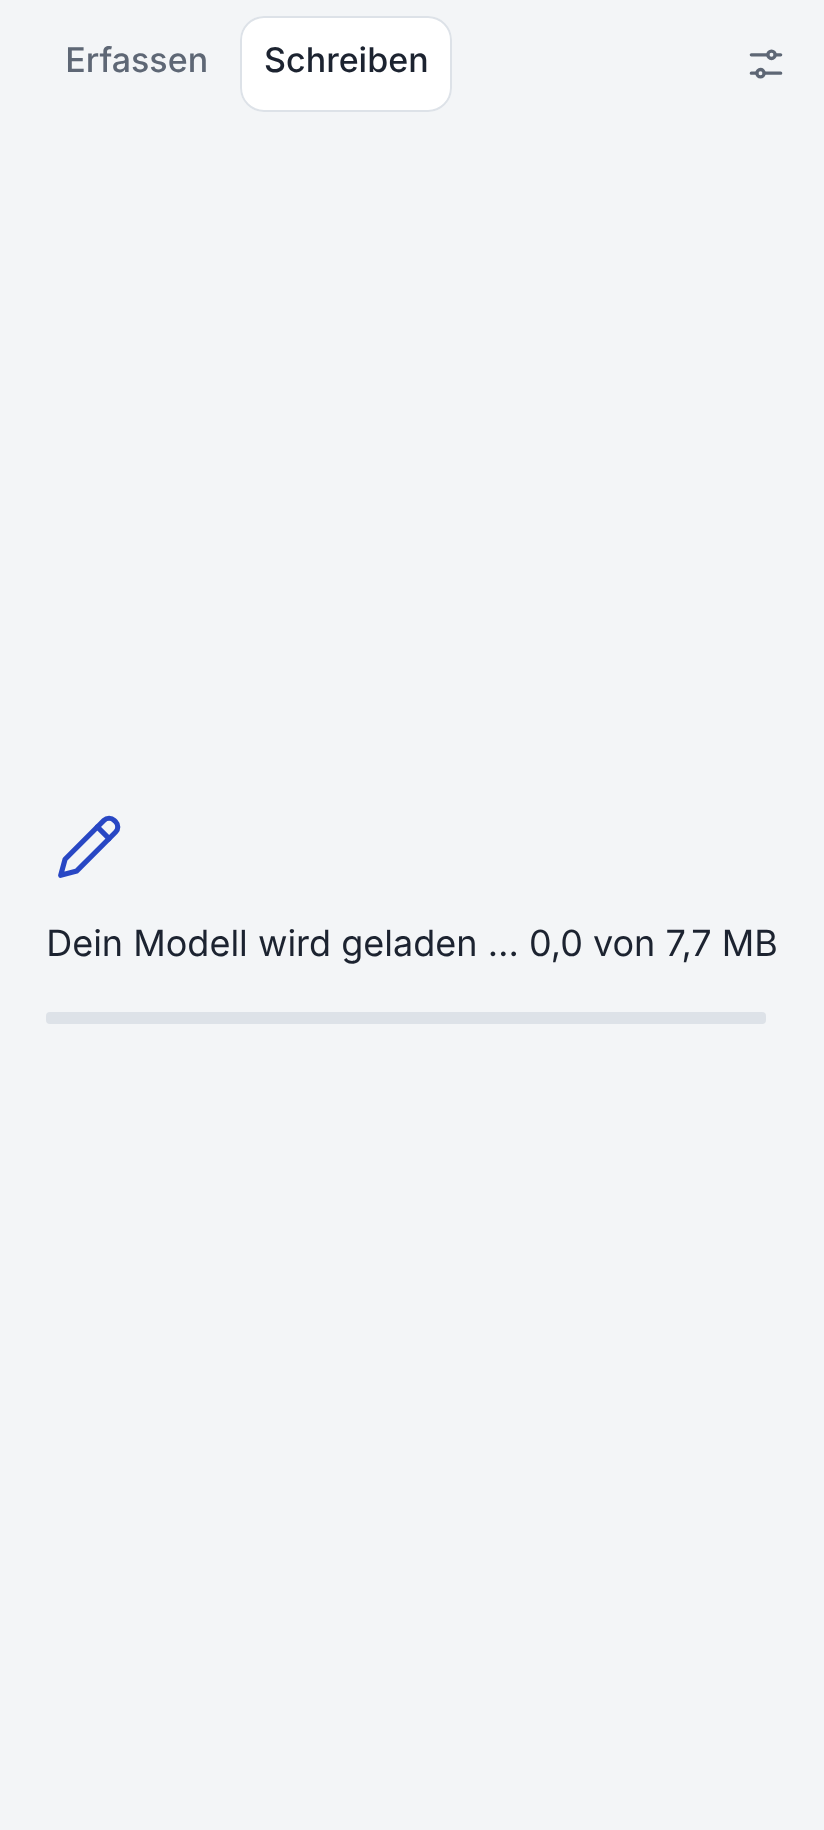 Erfassen Schreiben
Dein Modell wird geladen … 0,0 von 7,7 MB